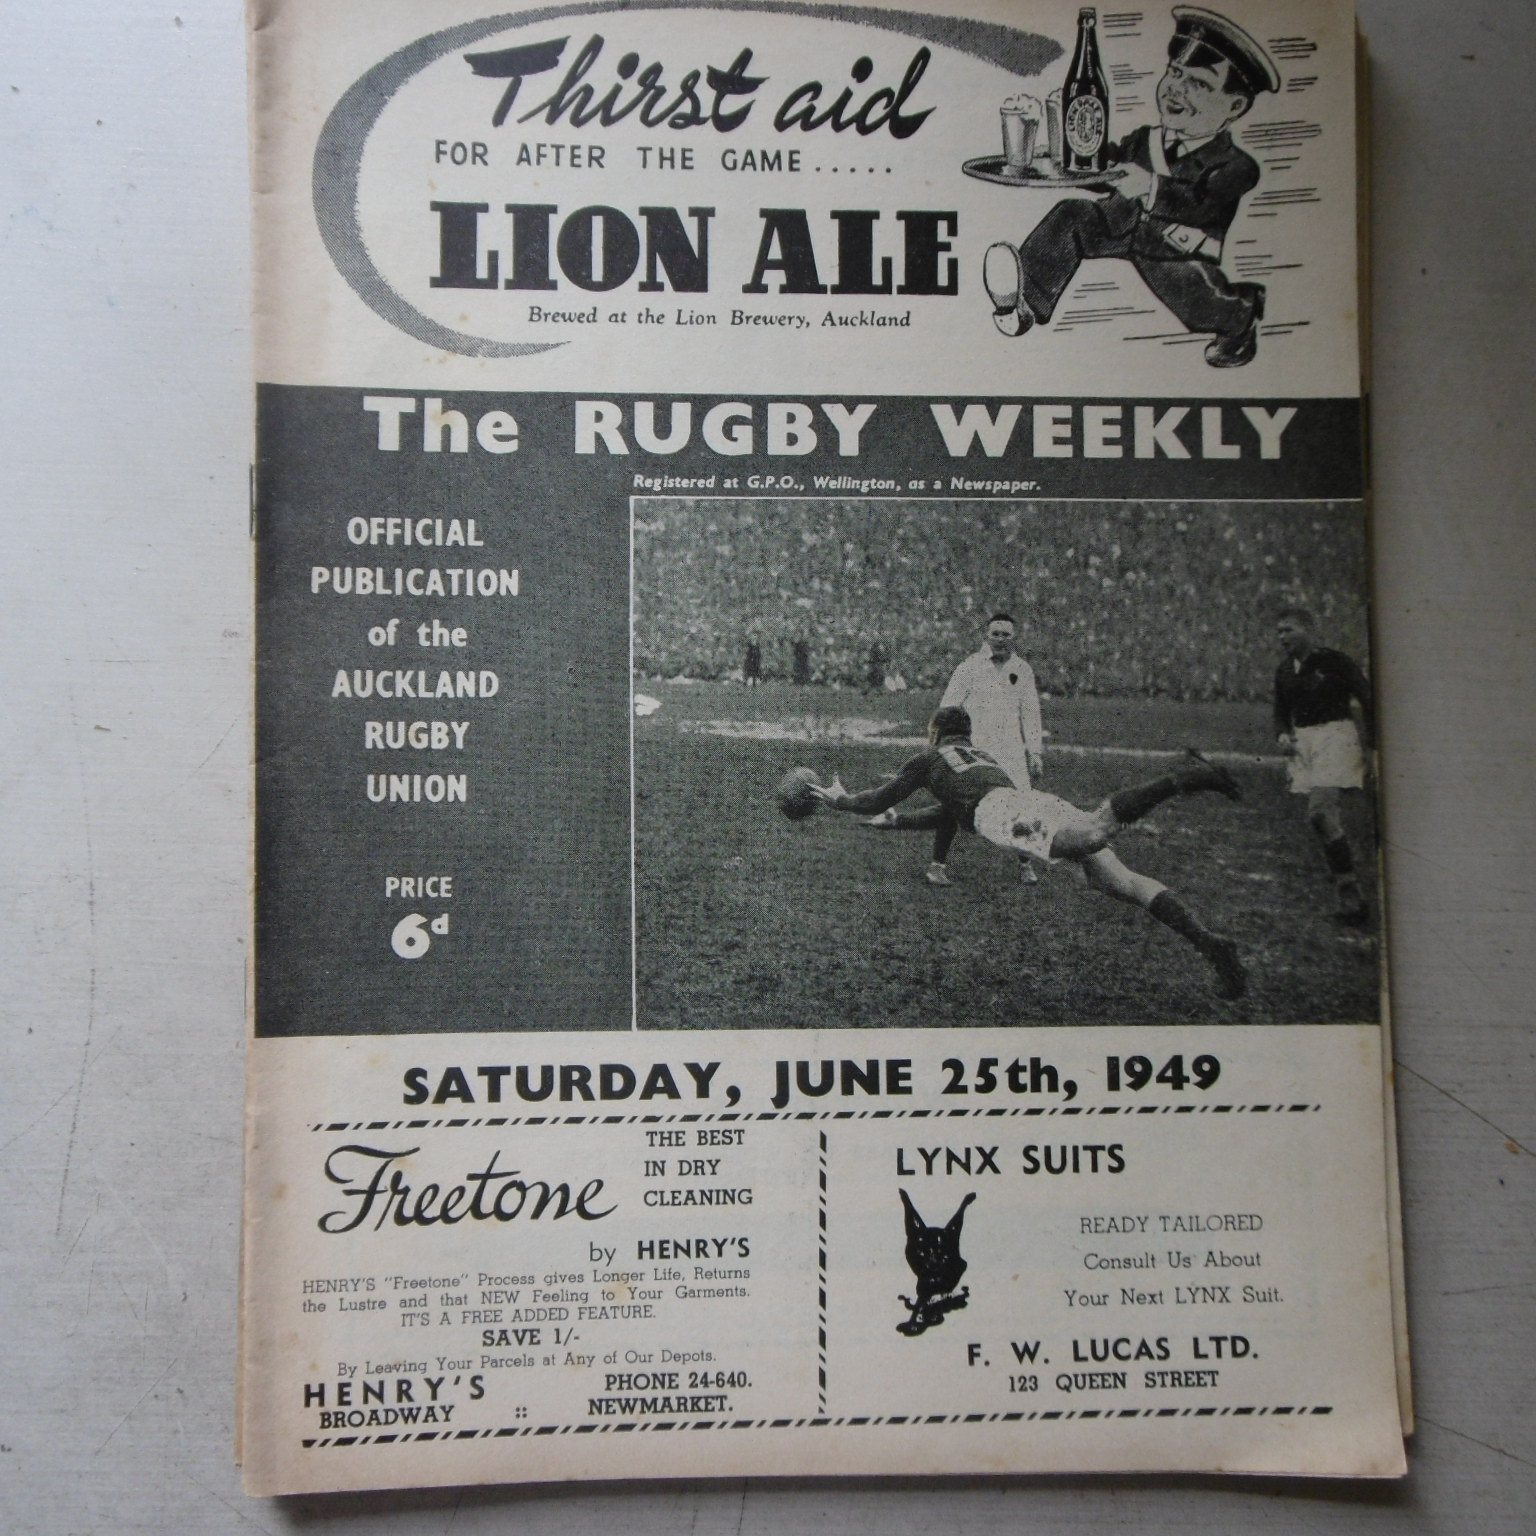 Thirst aid
FOR AFTER THE GAME.....
LION ALE
Brewed at the Lion Brewery, Auckland
The RUGBY WEEKLY
Registered at G.P.O., Wellington, as a Newspaper.
OFFICIAL
PUBLICATION
of the
AUCKLAND
RUGBY
UNION
PRICE
6d
SATURDAY, JUNE 25th, 1949
Freetone
THE BEST
IN DRY
CLEANING
by HENRY'S
HENRY'S "Freetone" Process gives Longer Life, Returns
the Lustre and that NEW Feeling to Your Garments.
IT'S A FREE ADDED FEATURE.
SAVE 1/-
By Leaving Your Parcels at Any of Our Depots.
HENRY'S PHONE 24-640.
BROADWAY :: NEWMARKET.
LYNX SUITS
READY TAILORED
Consult Us About
Your Next LYNX Suit.
F. W. LUCAS LTD.
123 QUEEN STREET